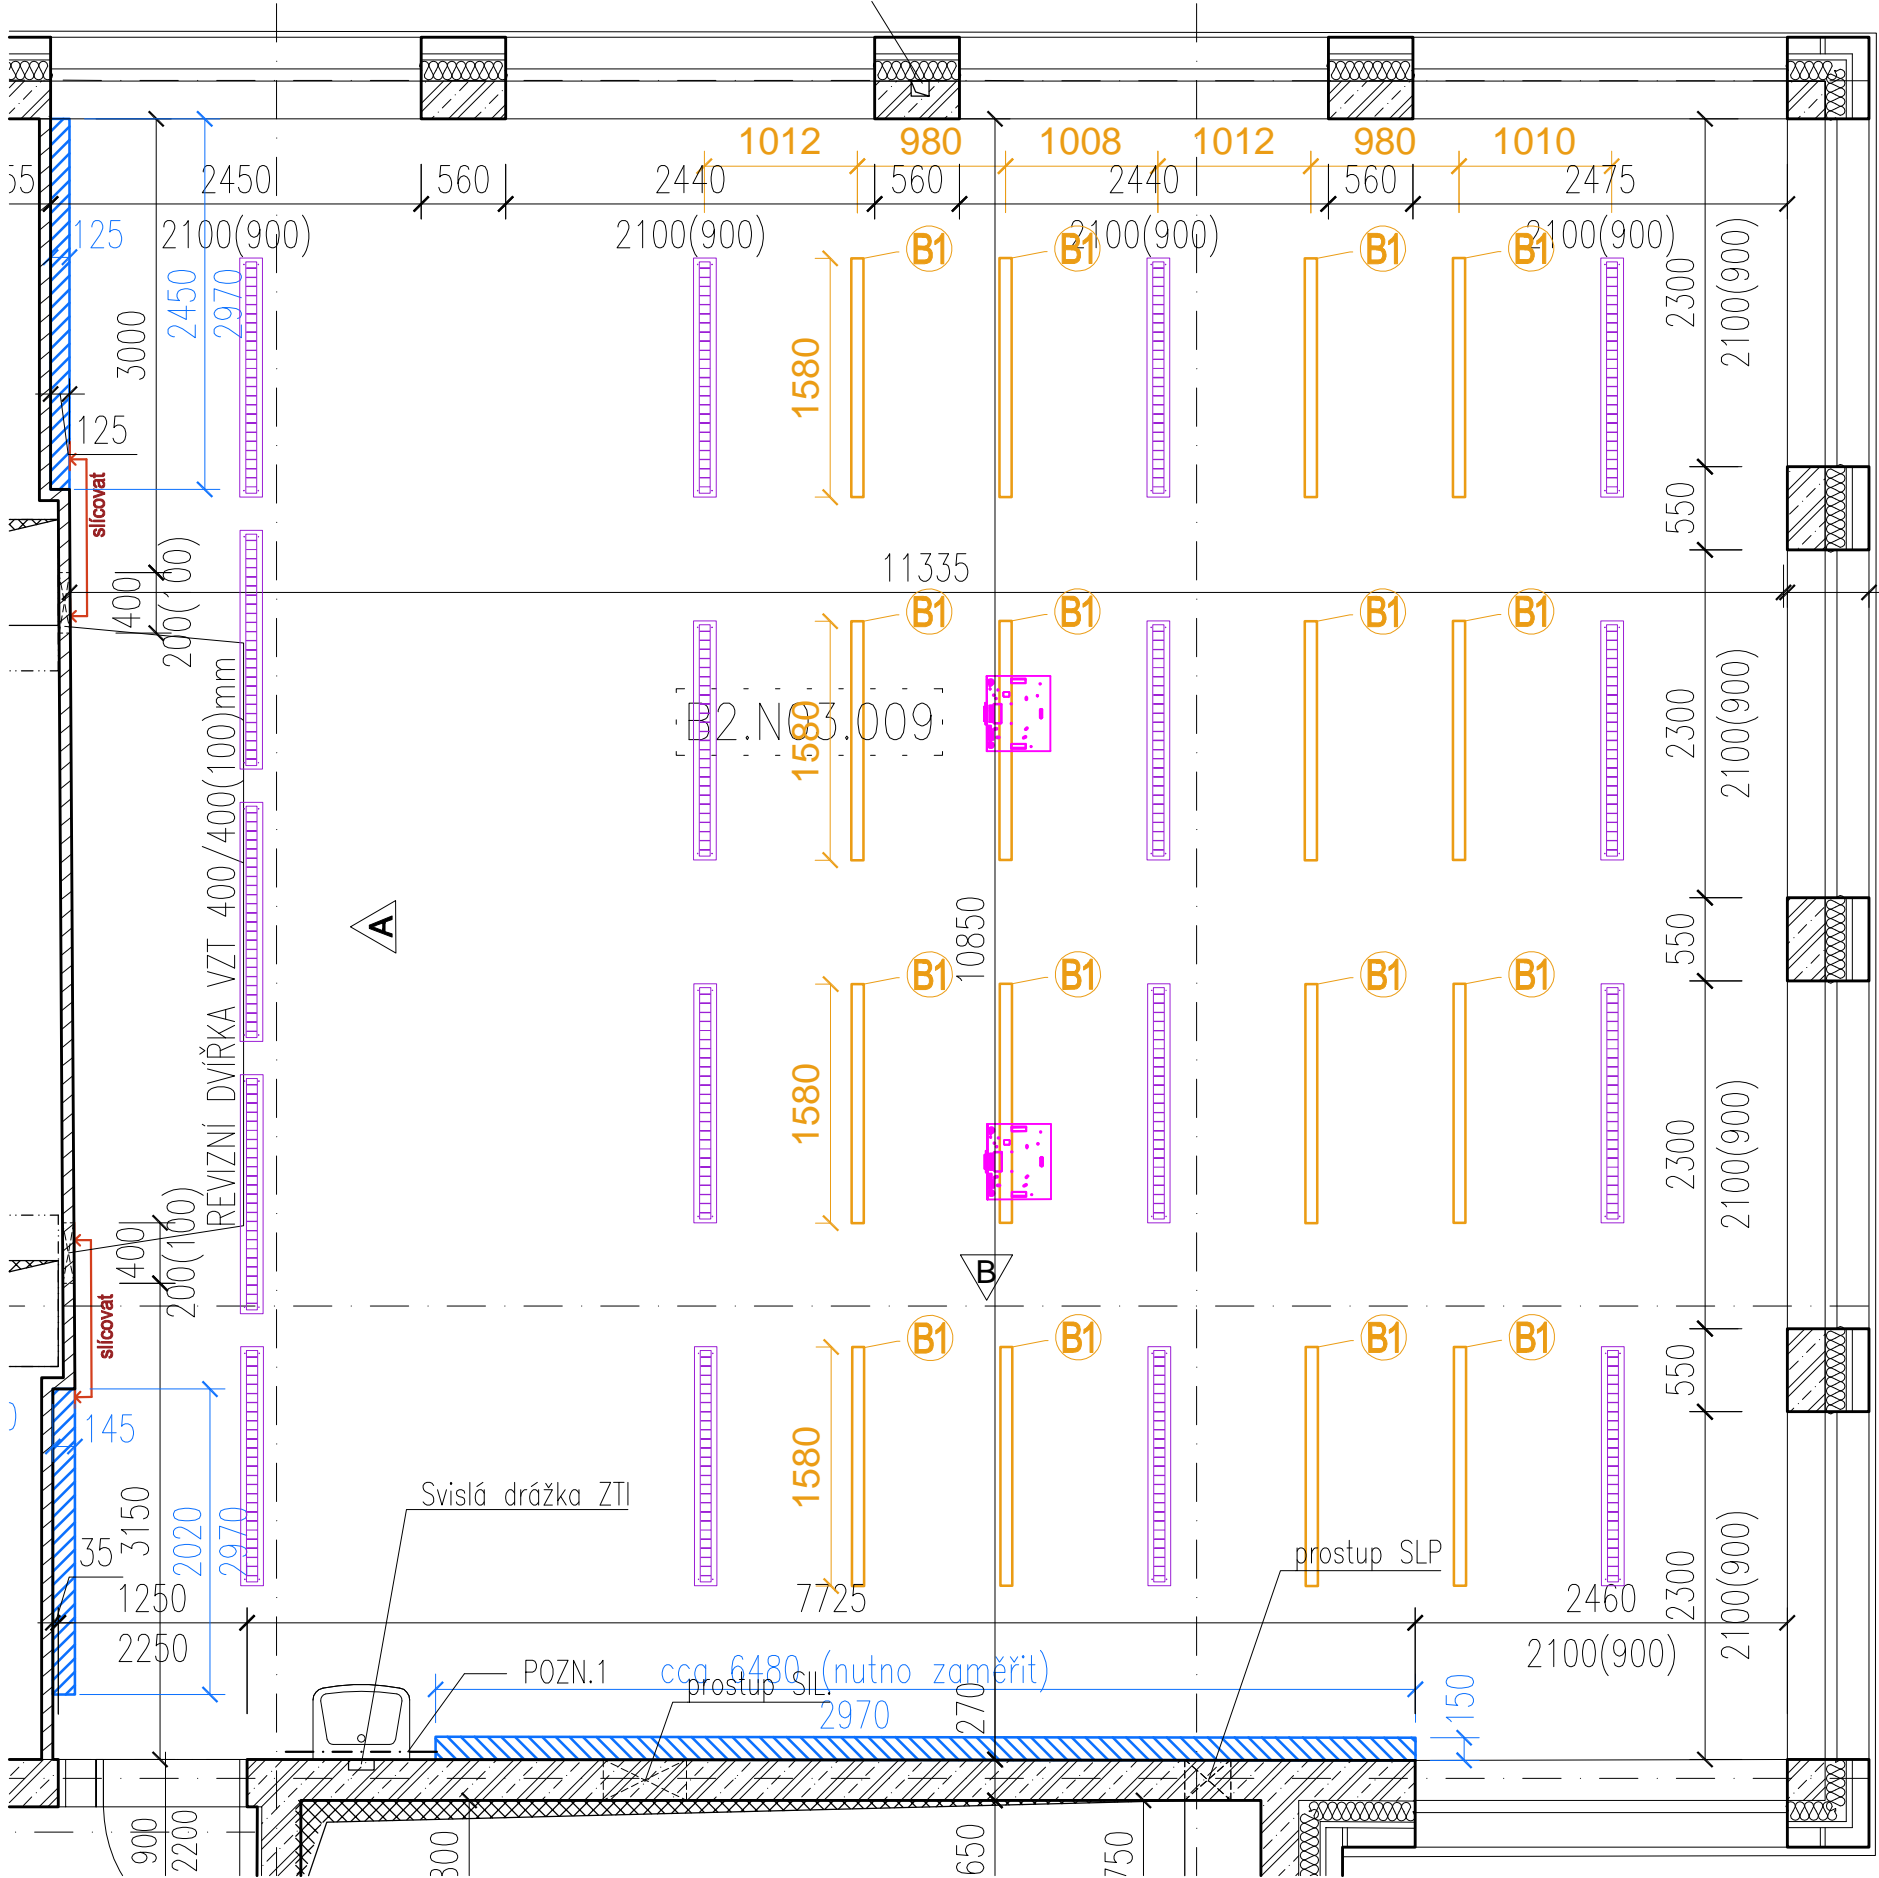 1012
980
1008
1012
980
1010
2450
560
2440
560
2440
560
2475
2100(900)
2100(900)
2100(900)
2100(900)
125
B1
B1
B1
B1
2450
2970
3000
1580
2300
2100(900)
125
slícovat
550
11335
400
200(100)
B1
B1
B1
B1
B2.N03.009
1580
2300
2100(900)
REVIZNÍ DVÍŘKA VZT 400/400(100)mm
A
10850
550
B1
B1
B1
B1
1580
2300
2100(900)
400
200(100)
B
slícovat
B1
B1
B1
B1
550
145
1580
Svislá drážka ZTI
3150
2020
2970
35
prostup SLP
1250
2250
7725
2460
2100(900)
2300
2100(900)
POZN.1
cca 6480 (nutno zaměřit)
prostup SIL.
2970
270
150
900
2200
650
750